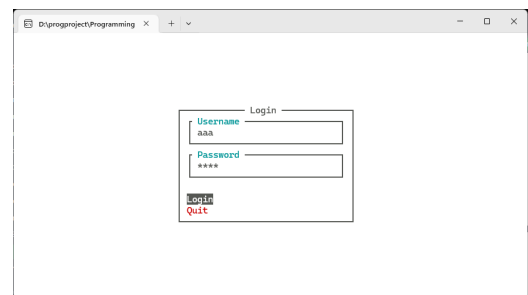 D:\progproject\Programming
Login
Username
aaa
Password
****
Login
Quit